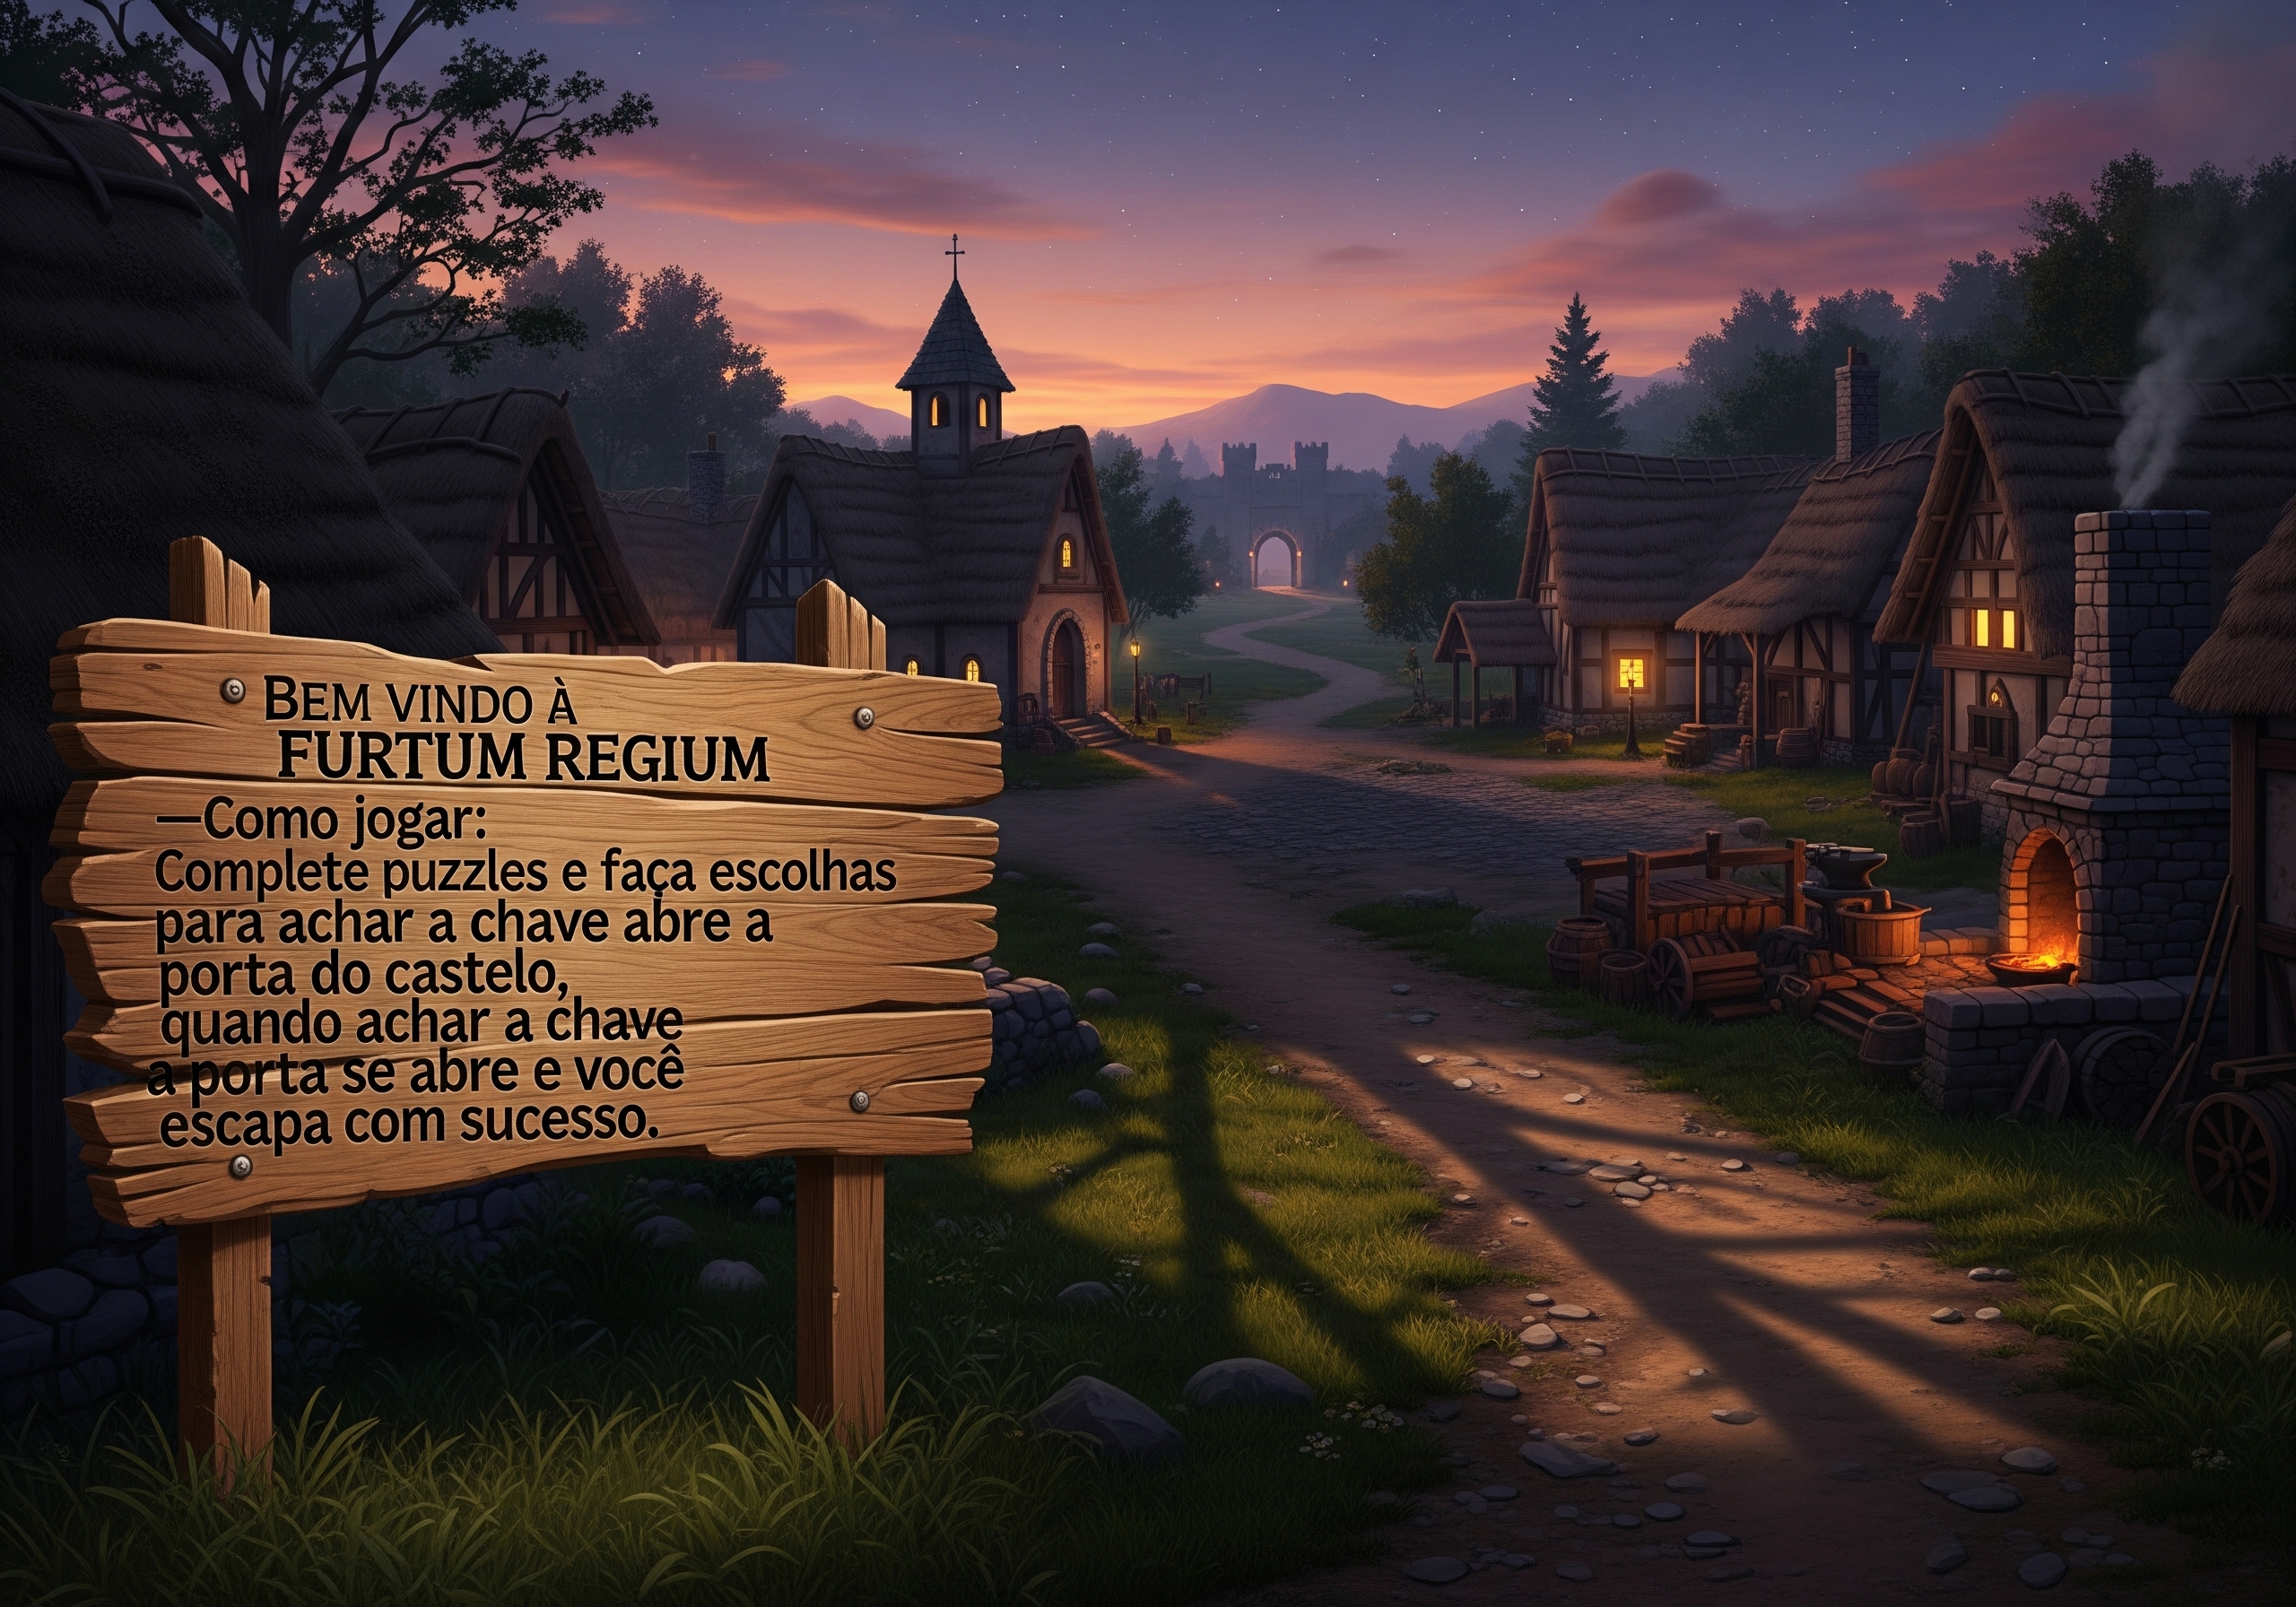 BEM VINDO À
FURTUM REGIUM
—Como jogar:
Complete puzzles e faça escolhas
para achar a chave abre a
porta do castelo,
quando achar a chave
a porta se abre e você
escapa com sucesso.